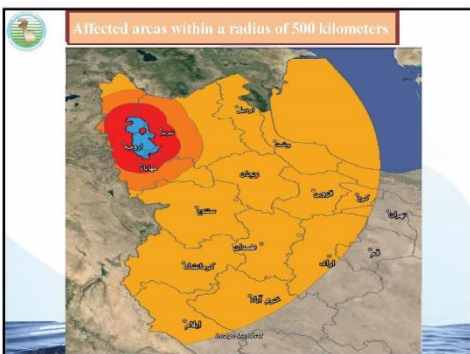 Affected areas within a radius of 500 kilometers
اردبیل
تبریز
ارومیه
رشت
مهاباد
زنجان
قزوین
کرج
تهران
سنندج
همدان
قم
کرمانشاه
اراک
خرم آباد
ایلام